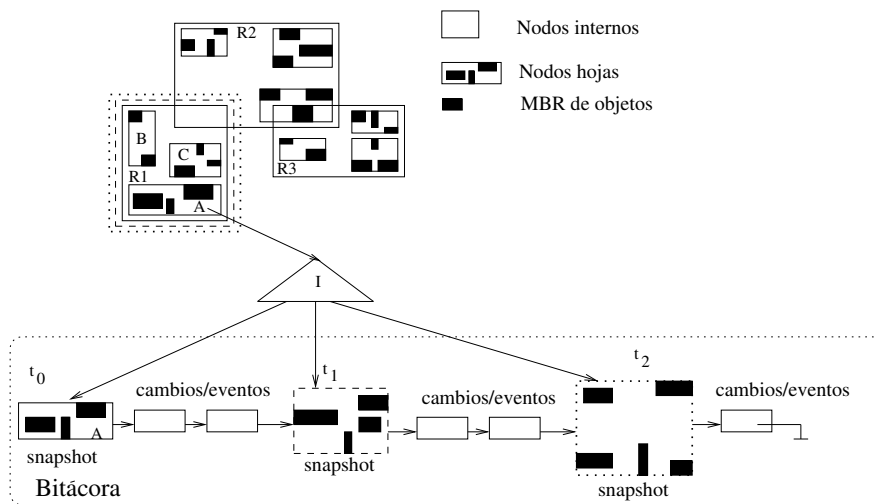 R2
Nodos internos
Nodos hojas
MBR de objetos
B
C
R1
R3
A
I
t0
t1
t2
cambios/eventos
cambios/eventos
cambios/eventos
A
snapshot
snapshot
snapshot
Bitácora